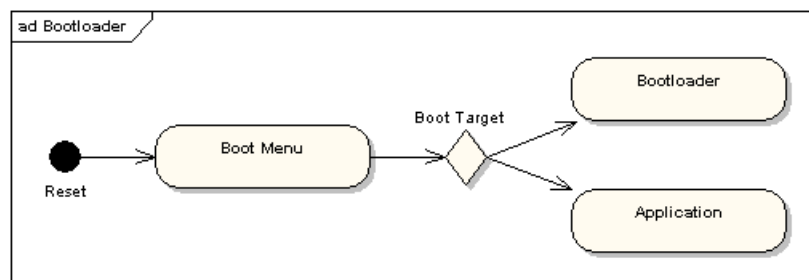 ad Bootloader
Bootloader
Boot Target
Boot Menu
Reset
Application